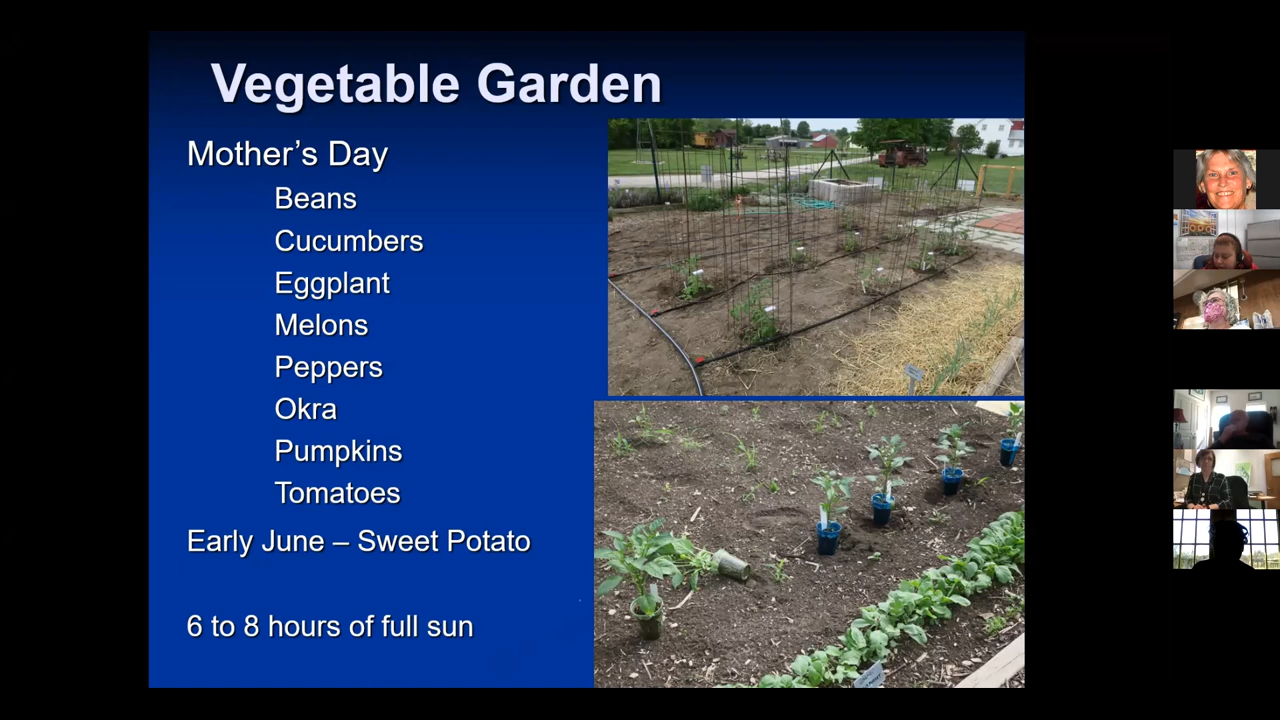 Vegetable Garden
Mother’s Day
Beans
Cucumbers
Eggplant
Melons
Peppers
Okra
Pumpkins
Tomatoes
Early June – Sweet Potato
6 to 8 hours of full sun